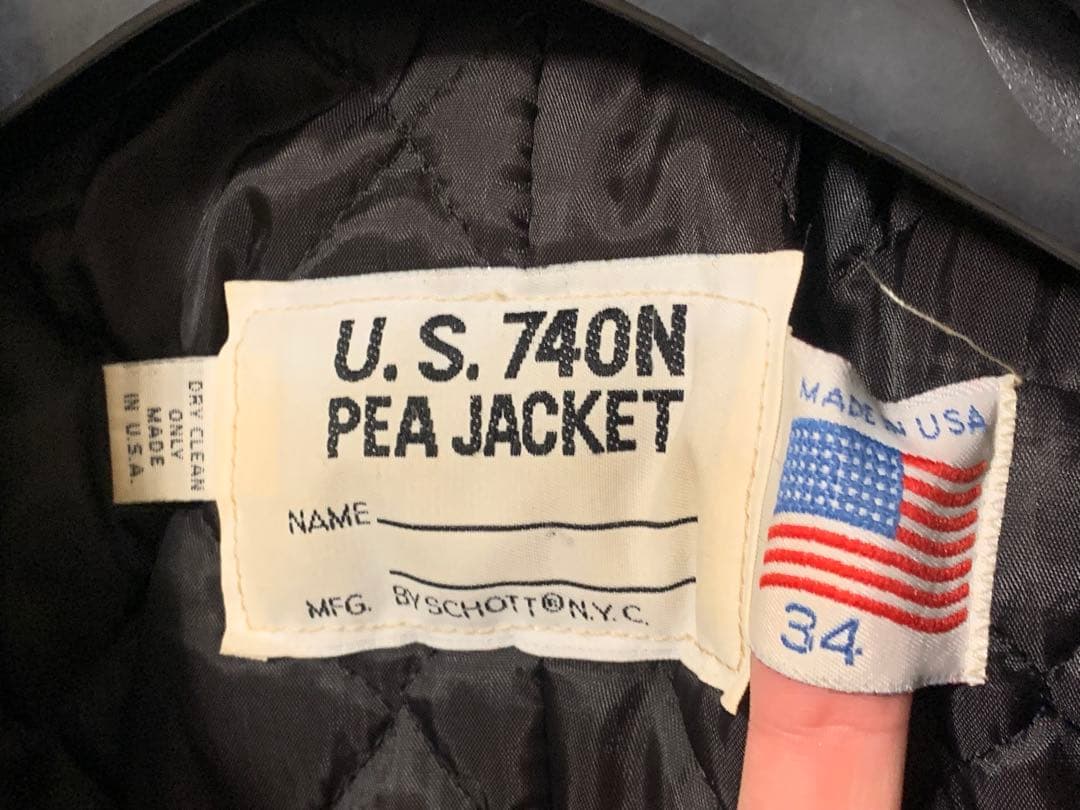 U. S. 740N
PEA JACKET
NAME
MFG. BY SCHOTT® N.Y.C.
DRY CLEAN
ONLY
MADE
IN U.S.A.
MADE IN USA
34